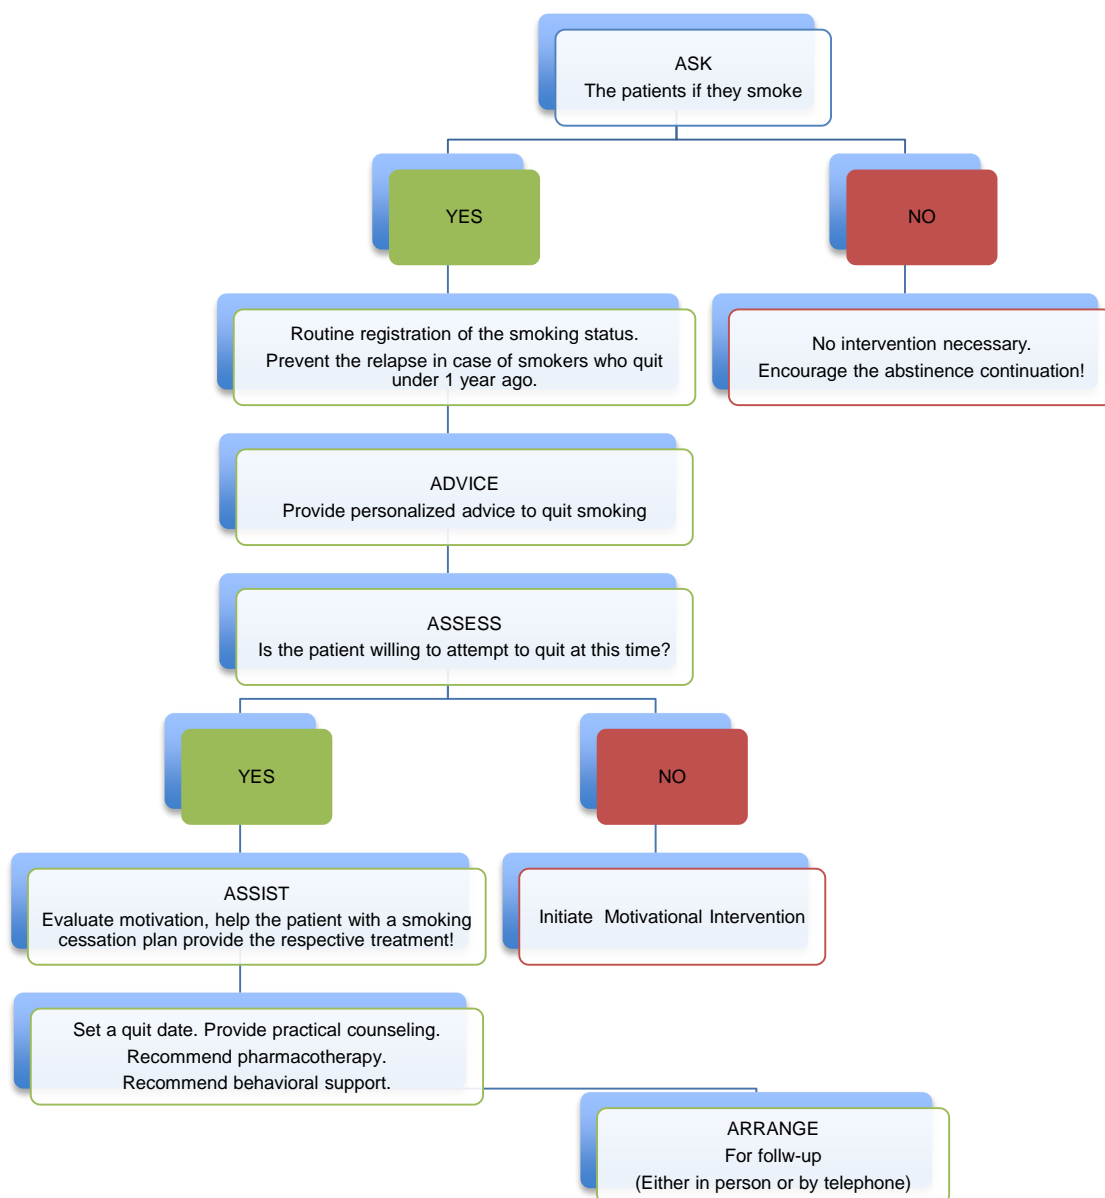 ASK
The patients if they smoke
YES
NO
Routine registration of the smoking status.
Prevent the relapse in case of smokers who quit
under 1 year ago.
No intervention necessary.
Encourage the abstinence continuation!
ADVICE
Provide personalized advice to quit smoking
ASSESS
Is the patient willing to attempt to quit at this time?
YES
NO
ASSIST
Evaluate motivation, help the patient with a smoking
cessation plan provide the respective treatment!
Initiate Motivational Intervention
Set a quit date. Provide practical counseling.
Recommend pharmacotherapy.
Recommend behavioral support.
ARRANGE
For follw-up
(Either in person or by telephone)